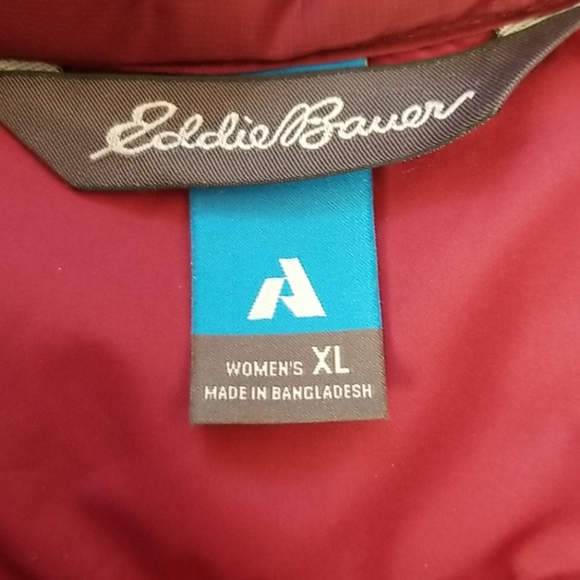 Eddie Bauer
WOMEN'S XL
MADE IN BANGLADESH